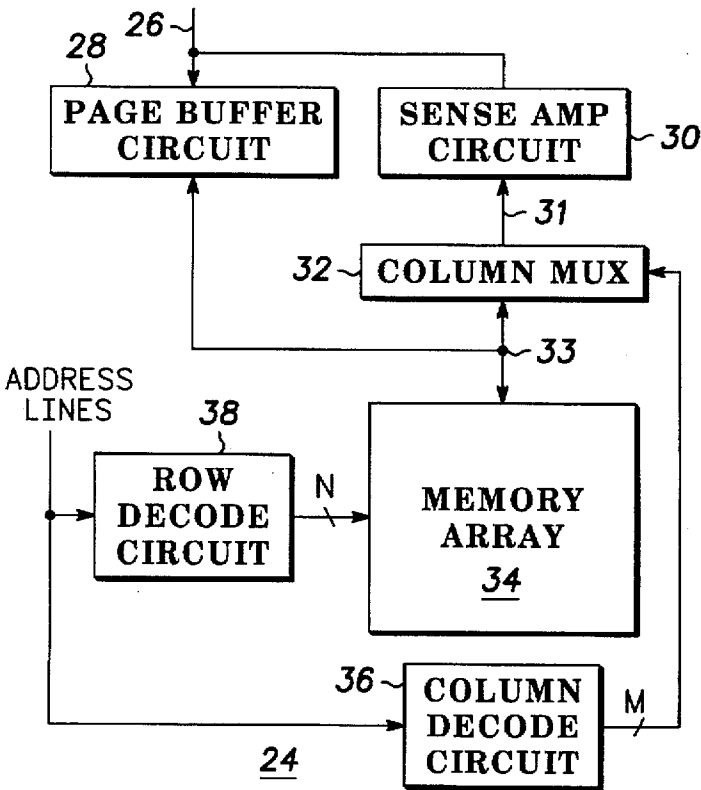 26
28
PAGE BUFFER
CIRCUIT
SENSE AMP
CIRCUIT
30
31
32
COLUMN MUX
33
ADDRESS
LINES
38
ROW
DECODE
CIRCUIT
N
MEMORY
ARRAY
34
36
COLUMN
DECODE
CIRCUIT
M
24